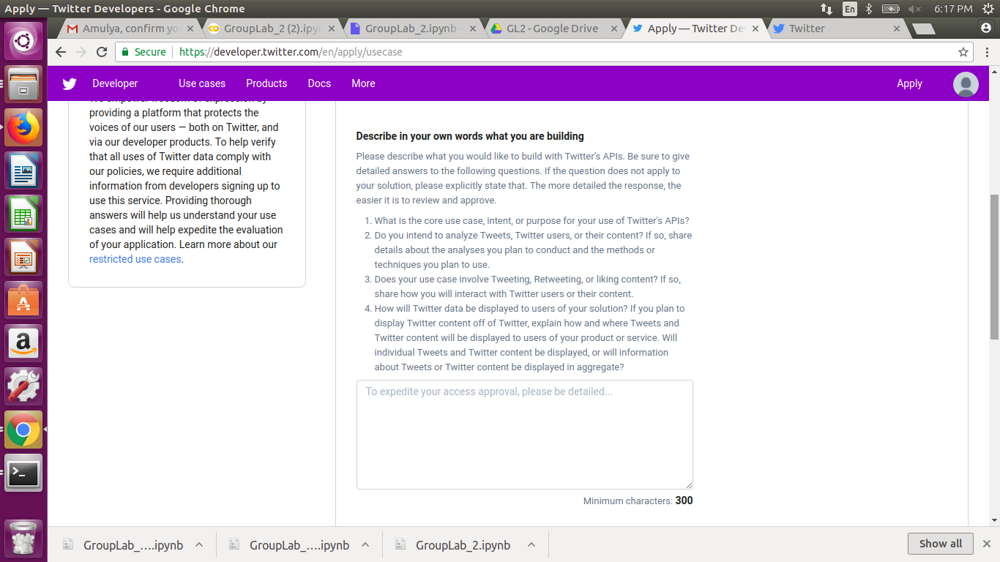 Apply — Twitter Developers - Google Chrome
En
6:17 PM
Amulya, confirm yo
GroupLab_2 (2).ipyn
GroupLab_2.ipynb -
GL2 - Google Drive
Apply — Twitter De
Twitter
Secure
https://developer.twitter.com/en/apply/usecase
Developer
Use cases
Products
Docs
More
Apply
providing a platform that protects the
voices of our users — both on Twitter, and
via our developer products. To help verify
that all uses of Twitter data comply with
our policies, we require additional
information from developers signing up to
use this service. Providing thorough
answers will help us understand your use
cases and will help expedite the evaluation
of your application. Learn more about our
restricted use cases.
Describe in your own words what you are building
Please describe what you would like to build with Twitter's APIs. Be sure to give
detailed answers to the following questions. If the question does not apply to
your solution, please explicitly state that. The more detailed the response, the
easier it is to review and approve.
1. What is the core use case, intent, or purpose for your use of Twitter's APIs?
2. Do you intend to analyze Tweets, Twitter users, or their content? If so, share
details about the analyses you plan to conduct and the methods or
techniques you plan to use.
3. Does your use case involve Tweeting, Retweeting, or liking content? If so,
share how you will interact with Twitter users or their content.
4. How will Twitter data be displayed to users of your solution? If you plan to
display Twitter content off of Twitter, explain how and where Tweets and
Twitter content will be displayed to users of your product or service. Will
individual Tweets and Twitter content be displayed, or will information
about Tweets or Twitter content be displayed in aggregate?
To expedite your access approval, please be detailed...
Minimum characters: 300
GroupLab_....ipynb
GroupLab_....ipynb
GroupLab_2.ipynb
Show all